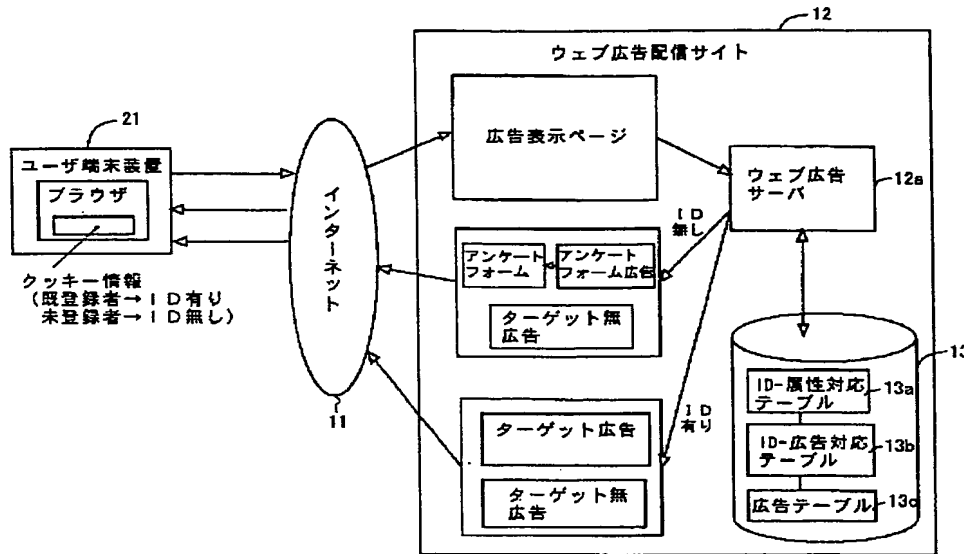 12
ウェブ広告配信サイト
21
ユーザ端末装置
ブラウザ
クッキー情報
(既登録者→ID有り
未登録者→ID無し)
インターネット
11
広告表示ページ
ウェブ広告
サーバ
12a
ID
無し
アンケート
フォーム
アンケート
フォーム広告
ターゲット無
広告
ID
有り
ターゲット広告
ターゲット無
広告
13
ID-属性対応
テーブル
13a
ID-広告対応
テーブル
13b
広告テーブル
13c